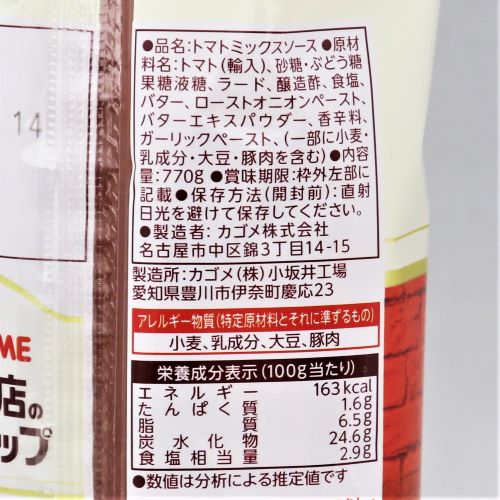 ●品名:トマトミックスソース●原材
料名:トマト(輸入)、砂糖・ぶどう糖
果糖液糖、ラード、醸造酢、食塩、
バター、ローストオニオンペースト、
バターエキスパウダー、香辛料、
ガーリックペースト、(一部に小麦・
乳成分・大豆・豚肉を含む)●内容
量:770g●賞味期限:枠外左部に
記載●保存方法(開封前):直射
日光を避けて保存してください。
●製造者:カゴメ株式会社
名古屋市中区錦3丁目14-15
製造所:カゴメ(株)小坂井工場
愛知県豊川市伊奈町慶応23
アレルギー物質(特定原材料とそれに準ずるもの)
小麦、乳成分、大豆、豚肉
栄養成分表示(100g当たり)
エネルギー 163kcal
たんぱく質 1.6g
脂質 6.5g
炭水化物 24.6g
食塩相当量 2.9g
●数値は分析による推定値です
14
ME
店の
ップ